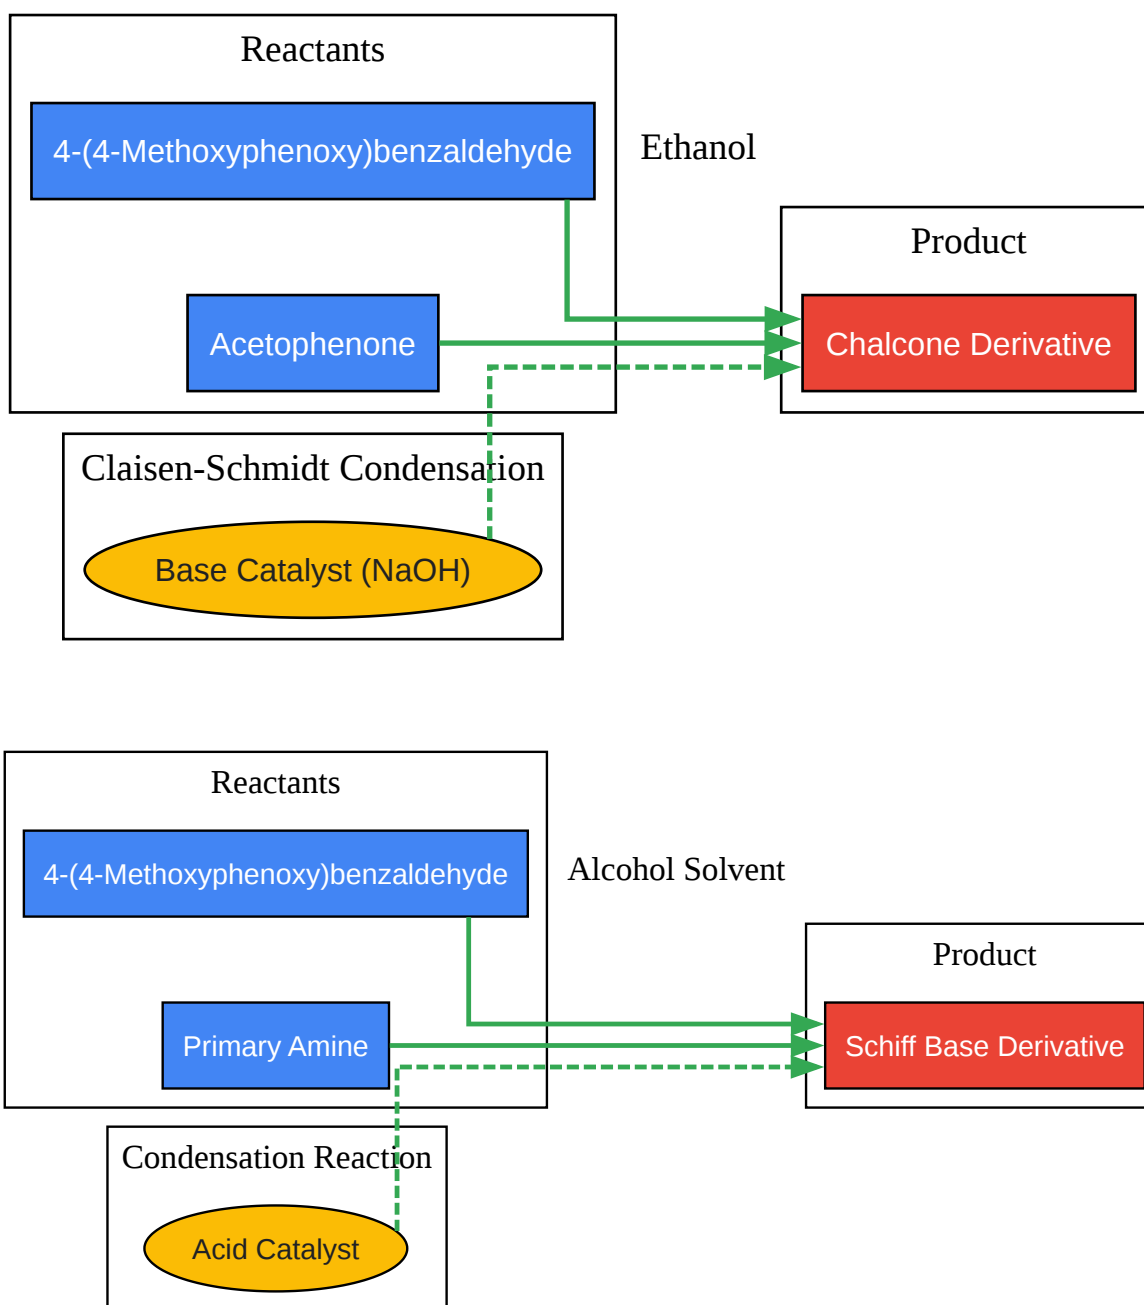 Reactants
4-(4-Methoxyphenoxy)benzaldehyde
Ethanol
Product
Acetophenone
Chalcone Derivative
Claisen-Schmidt Condensation
Base Catalyst (NaOH)
Reactants
4-(4-Methoxyphenoxy)benzaldehyde
Alcohol Solvent
Product
Primary Amine
Schiff Base Derivative
Condensation Reaction
Acid Catalyst